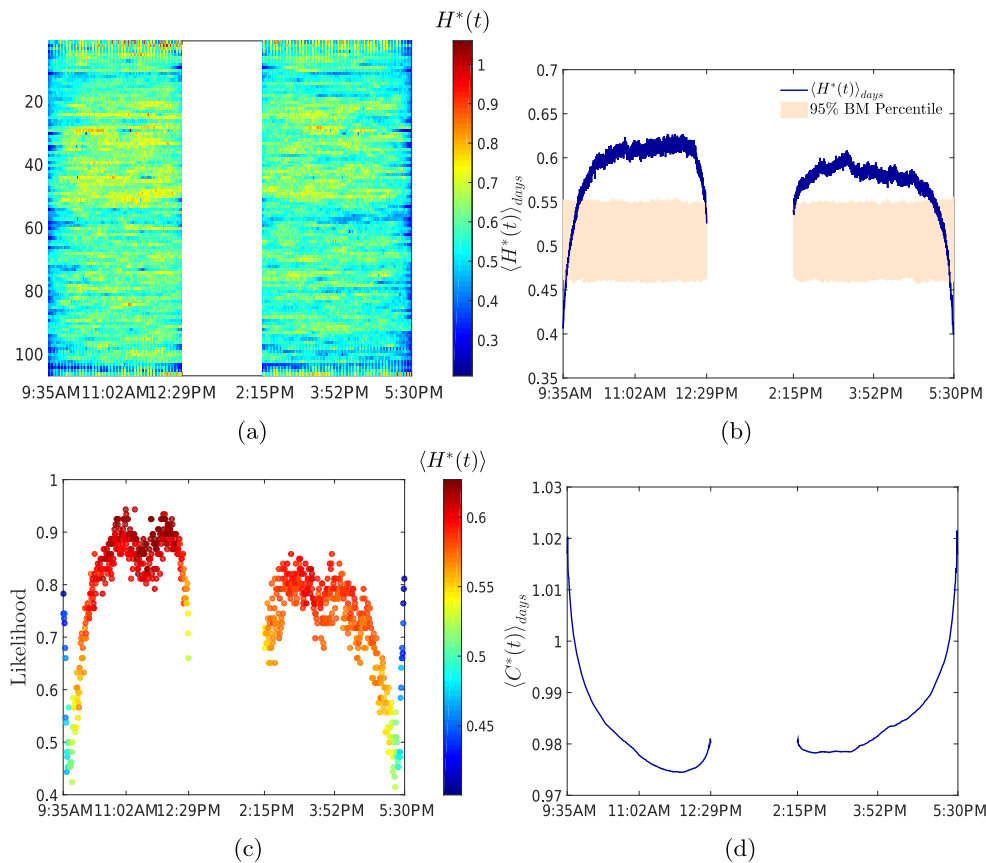 H*(t)
20
40
60
80
100
1
0.9
0.8
0.7
0.6
0.5
0.4
0.3
9:35AM 11:02AM 12:29PM 2:15PM 3:52PM 5:30PM
(a)
⟨H*(t)⟩days
0.7
0.65
0.6
0.55
0.5
0.45
0.4
0.35
⟨H*(t)⟩days
95% BM Percentile
9:35AM 11:02AM 12:29PM 2:15PM 3:52PM 5:30PM
(b)
⟨H*(t)⟩
Likelihood
1
0.9
0.8
0.7
0.6
0.5
0.4
0.6
0.55
0.5
0.45
9:35AM 11:02AM 12:29PM 2:15PM 3:52PM 5:30PM
(c)
⟨C*(t)⟩days
1.03
1.02
1.01
1
0.99
0.98
0.97
9:35AM 11:02AM 12:29PM 2:15PM 3:52PM 5:30PM
(d)